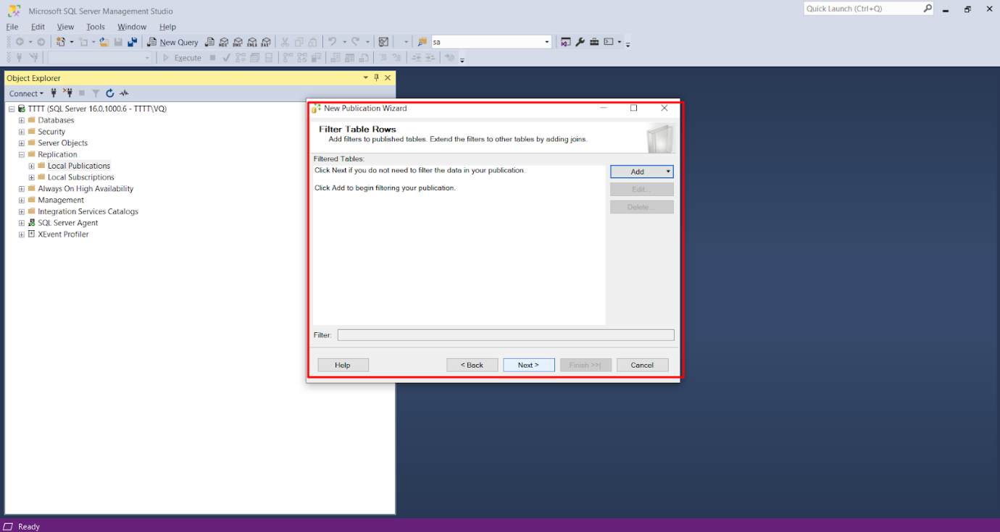 Microsoft SQL Server Management Studio
Quick Launch (Ctrl+Q)
File Edit View Tools Window Help
New Query MDX DMX XMLA DAX sa
Execute
Object Explorer
Connect
TTTT (SQL Server 16.0.1000.6 - TTTT\VQ)
Databases
Security
Server Objects
Replication
Local Publications
Local Subscriptions
Always On High Availability
Management
Integration Services Catalogs
SQL Server Agent
XEvent Profiler
New Publication Wizard
Filter Table Rows
Add filters to published tables. Extend the filters to other tables by adding joins.
Filtered Tables:
Click Next if you do not need to filter the data in your publication.
Click Add to begin filtering your publication.
Add
Edit...
Delete...
Filter:
Help < Back Next > Finish >>| Cancel
Ready